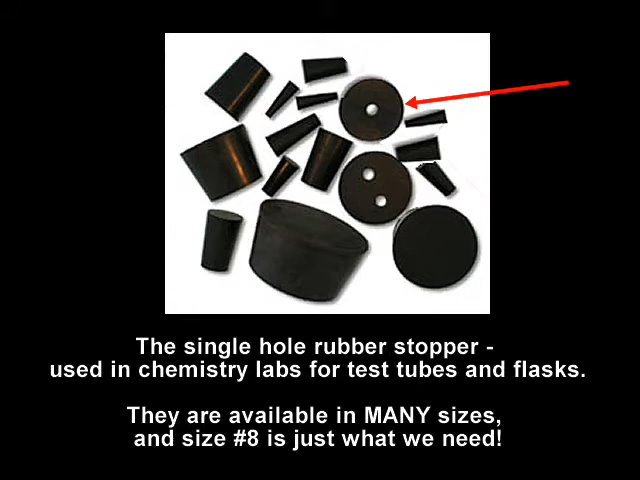 The single hole rubber stopper -
used in chemistry labs for test tubes and flasks.
They are available in MANY sizes,
and size #8 is just what we need!